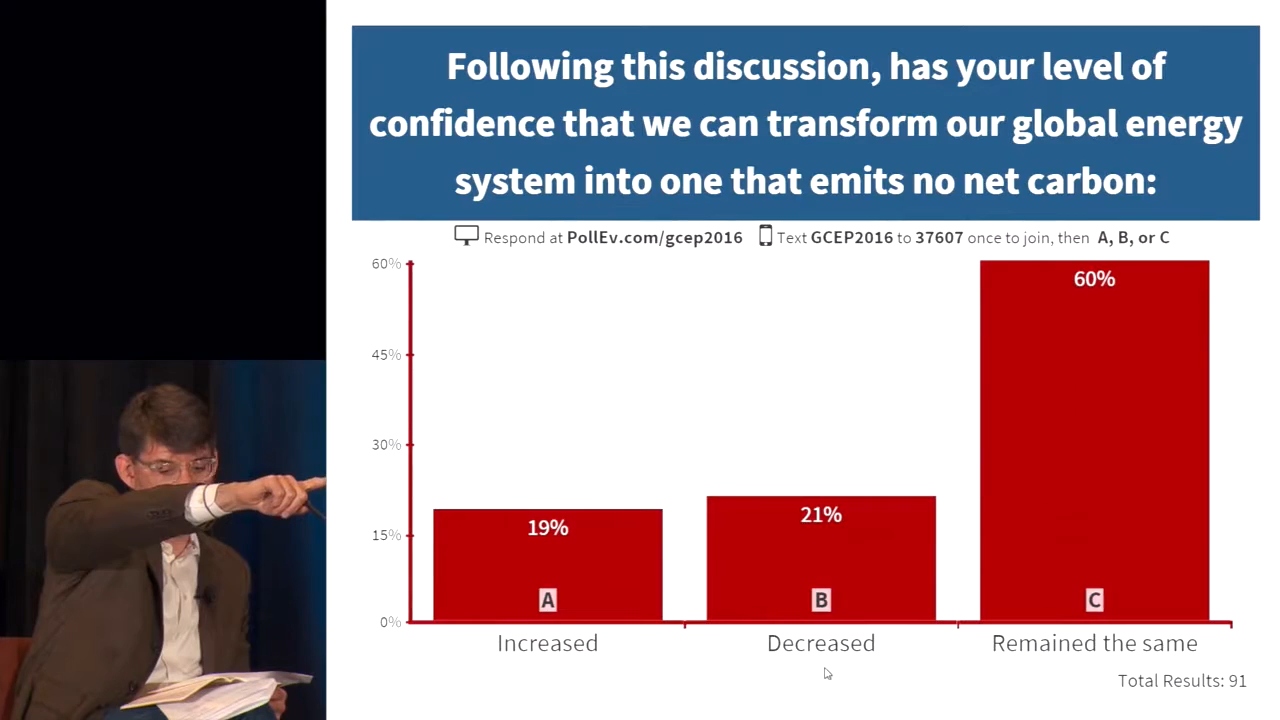 Following this discussion, has your level of
confidence that we can transform our global energy
system into one that emits no net carbon:
Respond at PollEv.com/gcep2016 Text GCEP2016 to 37607 once to join, then A, B, or C
60%
45%
30%
15%
0%
19%
21%
60%
A
B
C
Increased
Decreased
Remained the same
Total Results: 91